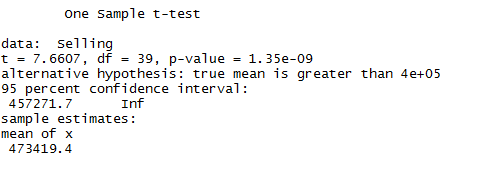 One Sample t-test
data: Selling
t = 7.6607, df = 39, p-value = 1.35e-09
alternative hypothesis: true mean is greater than 4e+05
95 percent confidence interval:
457271.7 Inf
sample estimates:
mean of x
473419.4